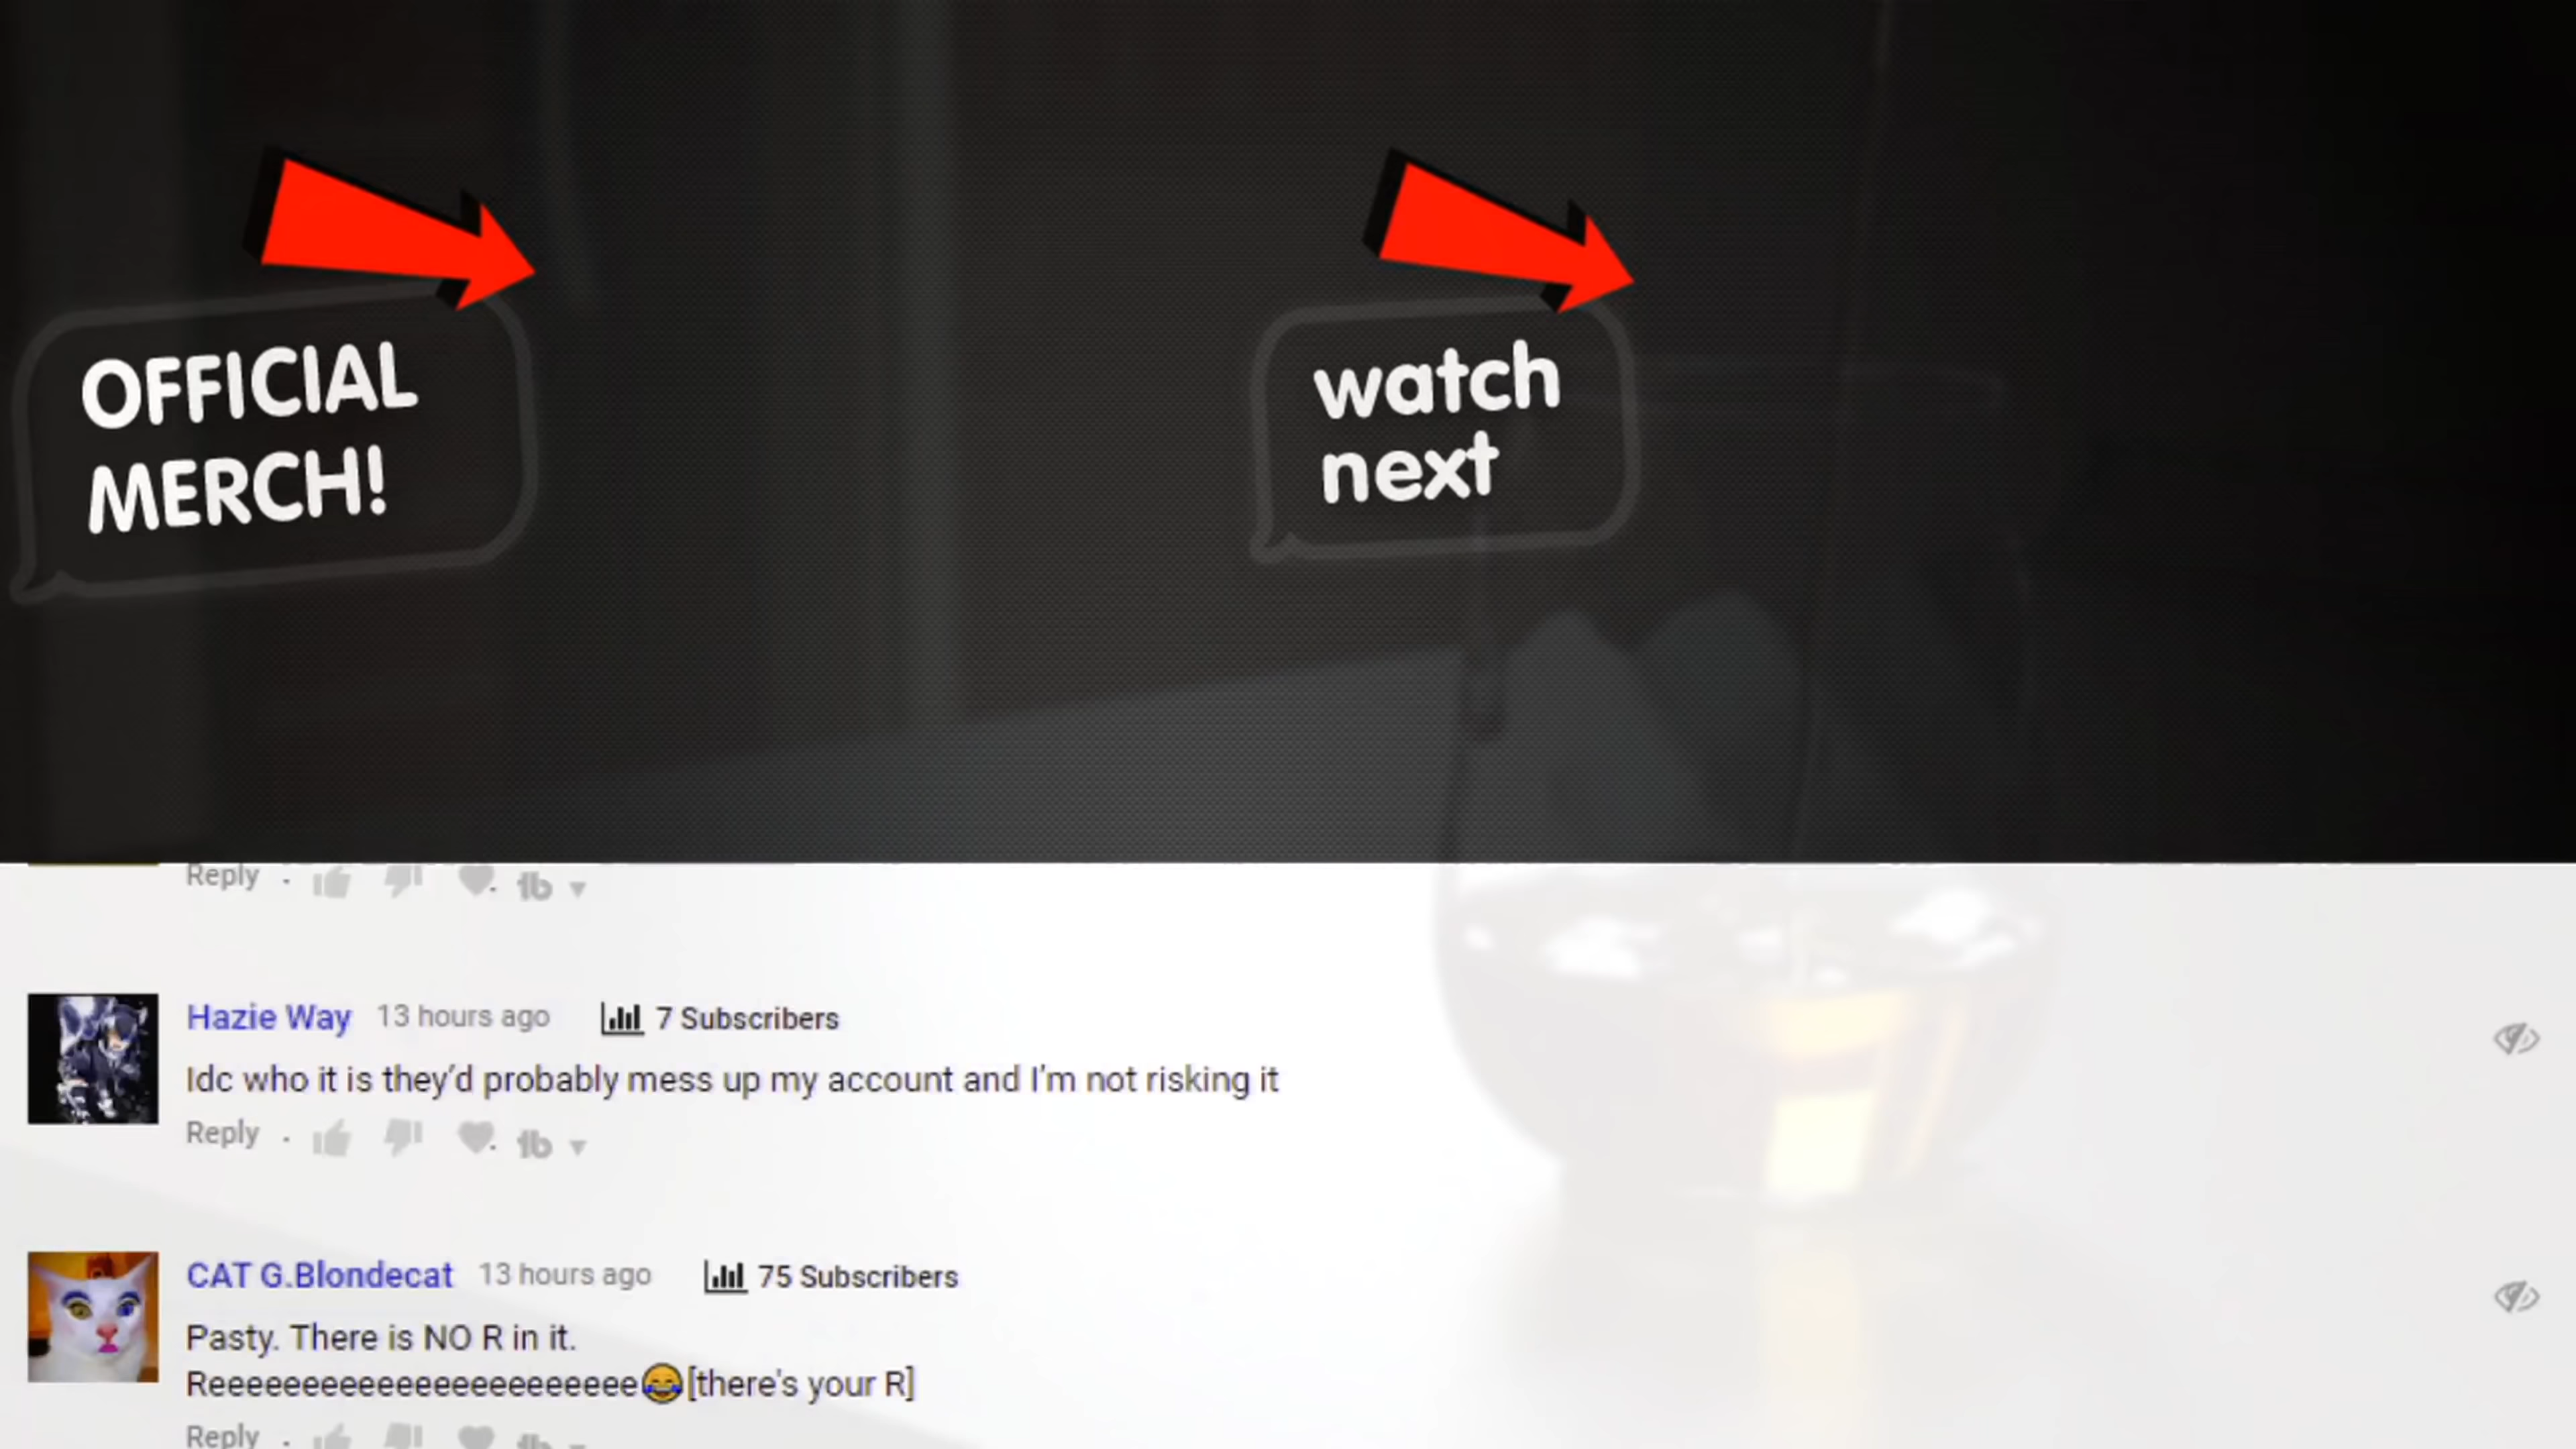 OFFICIAL
MERCH!
watch
next
Reply
Hazie Way 13 hours ago 7 Subscribers
Idc who it is they'd probably mess up my account and I'm not risking it
Reply
CAT G.Blondecat 13 hours ago 75 Subscribers
Pasty. There is NO R in it.
Reeeeeeeeeeeeeeeeeeeeeee😂[there's your R]
Reply